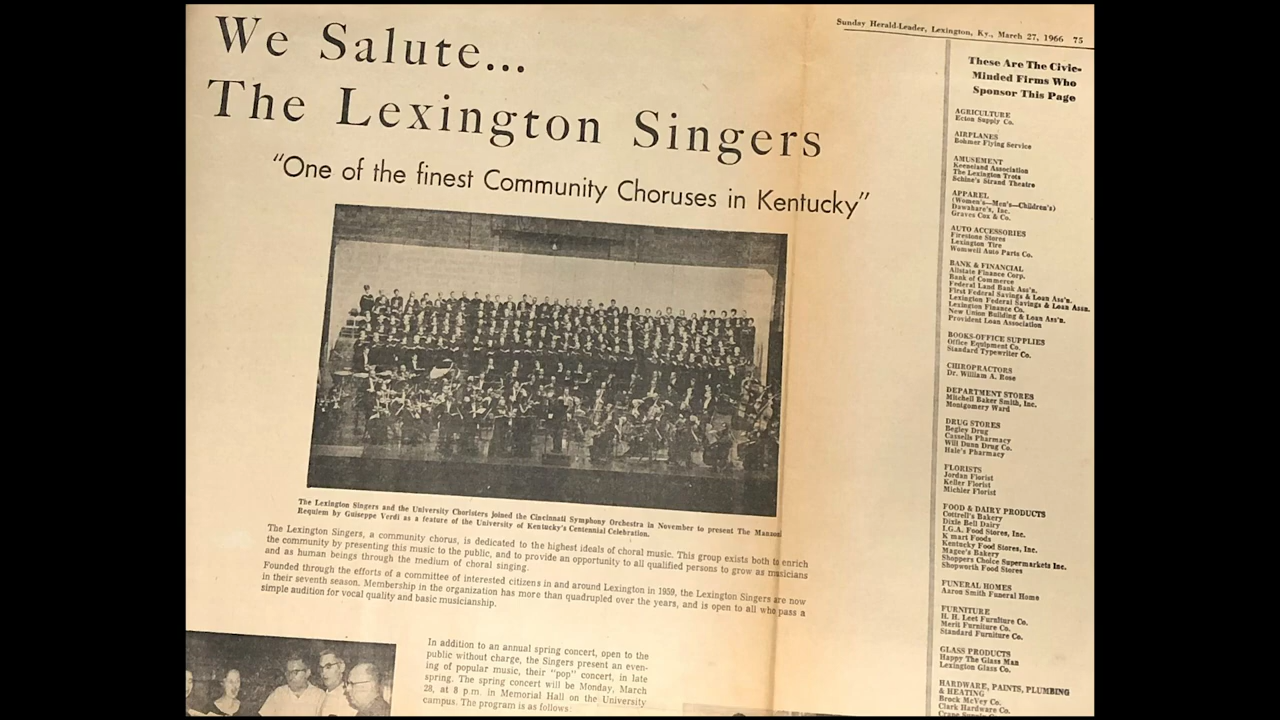 We Salute...
The Lexington Singers
"One of the finest Community Choruses in Kentucky"
The Lexington Singers and the University Choristers joined the Cincinnati Symphony Orchestra in November to present The Manzoni
Requiem by Guiseppe Verdi as a feature of the University of Kentucky's Centennial Celebration.
The Lexington Singers, a community chorus, is dedicated to the highest ideals of choral music. This group exists both to enrich
the community by presenting this music to the public, and to provide an opportunity to all qualified persons to grow as musicians
and as human beings through the medium of choral singing.
Founded through the efforts of a committee of interested citizens in and around Lexington in 1959, the Lexington Singers are now
in their seventh season. Membership in the organization has more than quadrupled over the years, and is open to all who pass a
simple audition for vocal quality and basic musicianship.
In addition to an annual spring concert, open to the
public without charge, the Singers present an even-
ing of popular music, their "pop" concert, in late
spring. The spring concert will be Monday, March
28, at 8 p.m. in Memorial Hall on the University
campus. The program is as follows:
Sunday Herald-Leader, Lexington, Ky., March 27, 1966 75
These Are The Civic-
Minded Firms Who
Sponsor This Page
AGRICULTURE
Ecton Supply Co.
AIRPLANES
Bohmer Flying Service
AMUSEMENT
Keeneland Association
The Lexington Trots
Schine's Strand Theatre
APPAREL
(Women's—Men's—Children's)
Dawahare's, Inc.
Graves Cox & Co.
AUTO ACCESSORIES
Firestone Stores
Lexington Tire
Womwell Auto Parts Co.
BANK & FINANCIAL
Allstate Finance Corp.
Bank of Commerce
Federal Land Bank Ass'n.
First Federal Savings & Loan Ass'n.
Lexington Federal Savings & Loan Assn.
Lexington Finance Co.
New Union Building & Loan Ass'n.
Provident Loan Association
BOOKS-OFFICE SUPPLIES
Office Equipment Co.
Standard Typewriter Co.
CHIROPRACTORS
Dr. William A. Rose
DEPARTMENT STORES
Mitchell Baker Smith, Inc.
Montgomery Ward
DRUG STORES
Begley Drug
Cassells Pharmacy
Will Dunn Drug Co.
Hale's Pharmacy
FLORISTS
Jordan Florist
Keller Florist
Michler Florist
FOOD & DAIRY PRODUCTS
Cottrell's Bakery
Dixie Bell Dairy
I.G.A. Food Stores, Inc.
K mart Foods
Kentucky Food Stores, Inc.
Magee's Bakery
Shoppers Choice Supermarkets Inc.
Shopworth Food Stores
FUNERAL HOMES
Aaron Smith Funeral Home
FURNITURE
H. H. Leet Furniture Co.
Merit Furniture Co.
Standard Furniture Co.
GLASS PRODUCTS
Happy The Glass Man
Lexington Glass Co.
HARDWARE, PAINTS, PLUMBING
& HEATING
Brock McVey Co.
Clark Hardware Co.